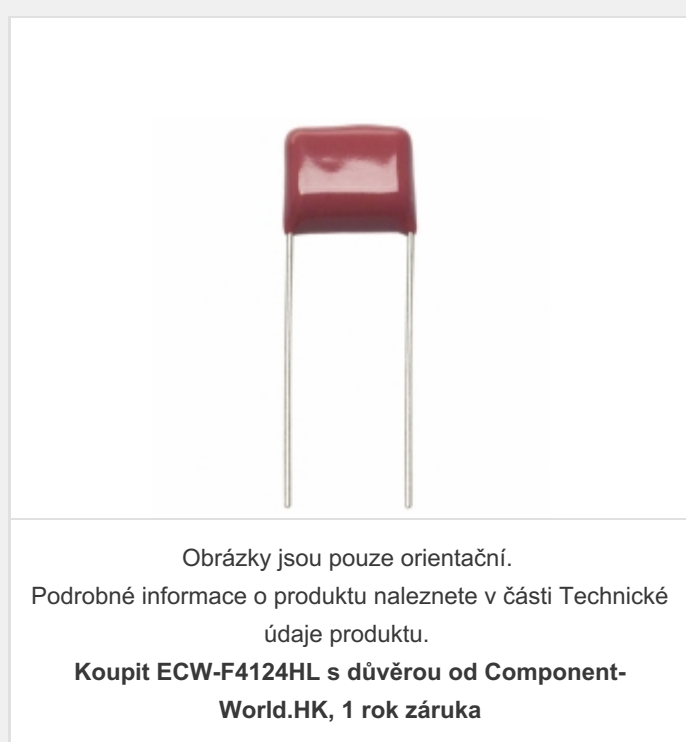 Obrázky jsou pouze orientační.
Podrobné informace o produktu naleznete v části Technické
údaje produktu.
Koupit ECW-F4124HL s důvěrou od Component-
World.HK, 1 rok záruka